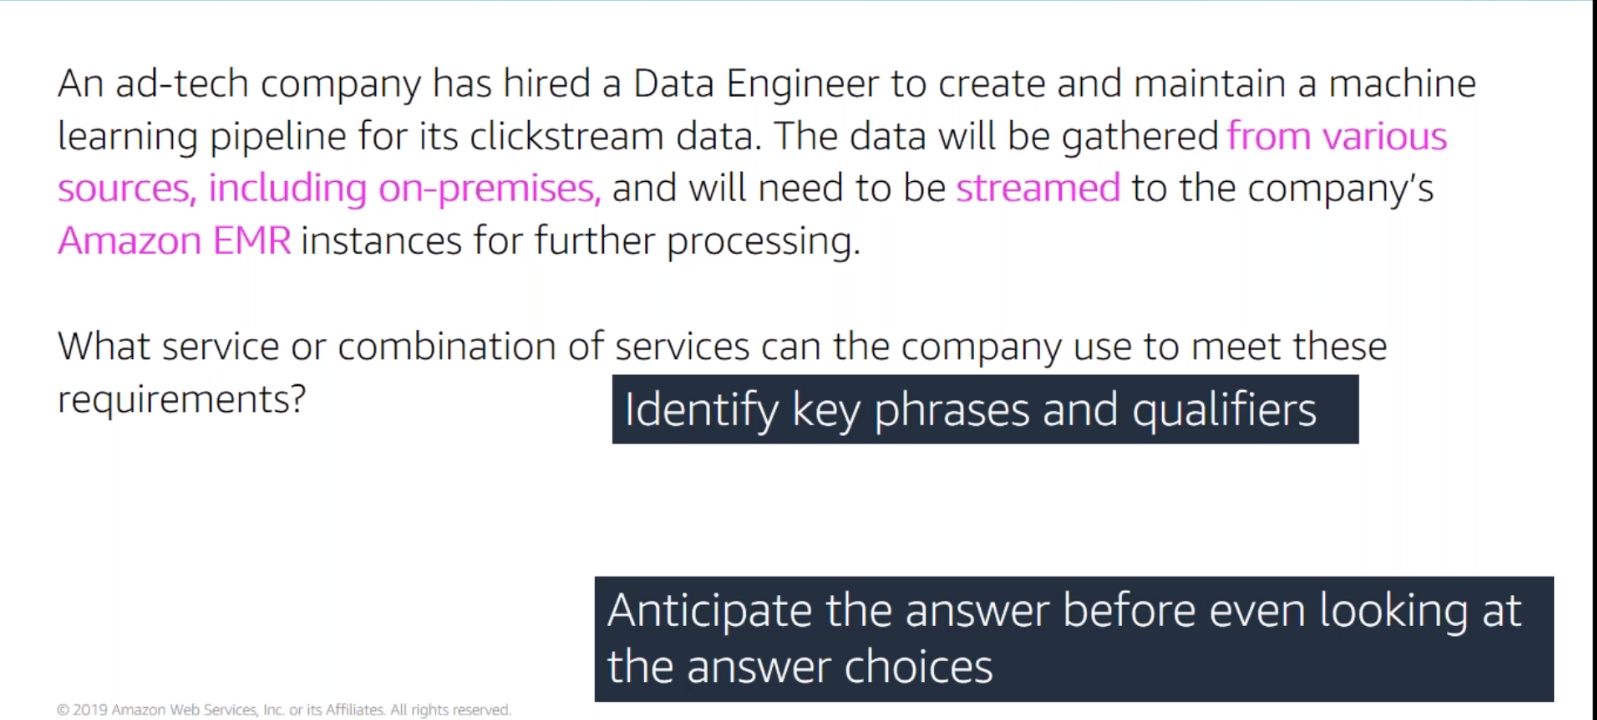 An ad-tech company has hired a Data Engineer to create and maintain a machine
learning pipeline for its clickstream data. The data will be gathered from various
sources, including on-premises, and will need to be streamed to the company's
Amazon EMR instances for further processing.
What service or combination of services can the company use to meet these
requirements?
Identify key phrases and qualifiers
Anticipate the answer before even looking at
the answer choices
© 2019 Amazon Web Services, Inc. or its Affiliates. All rights reserved.